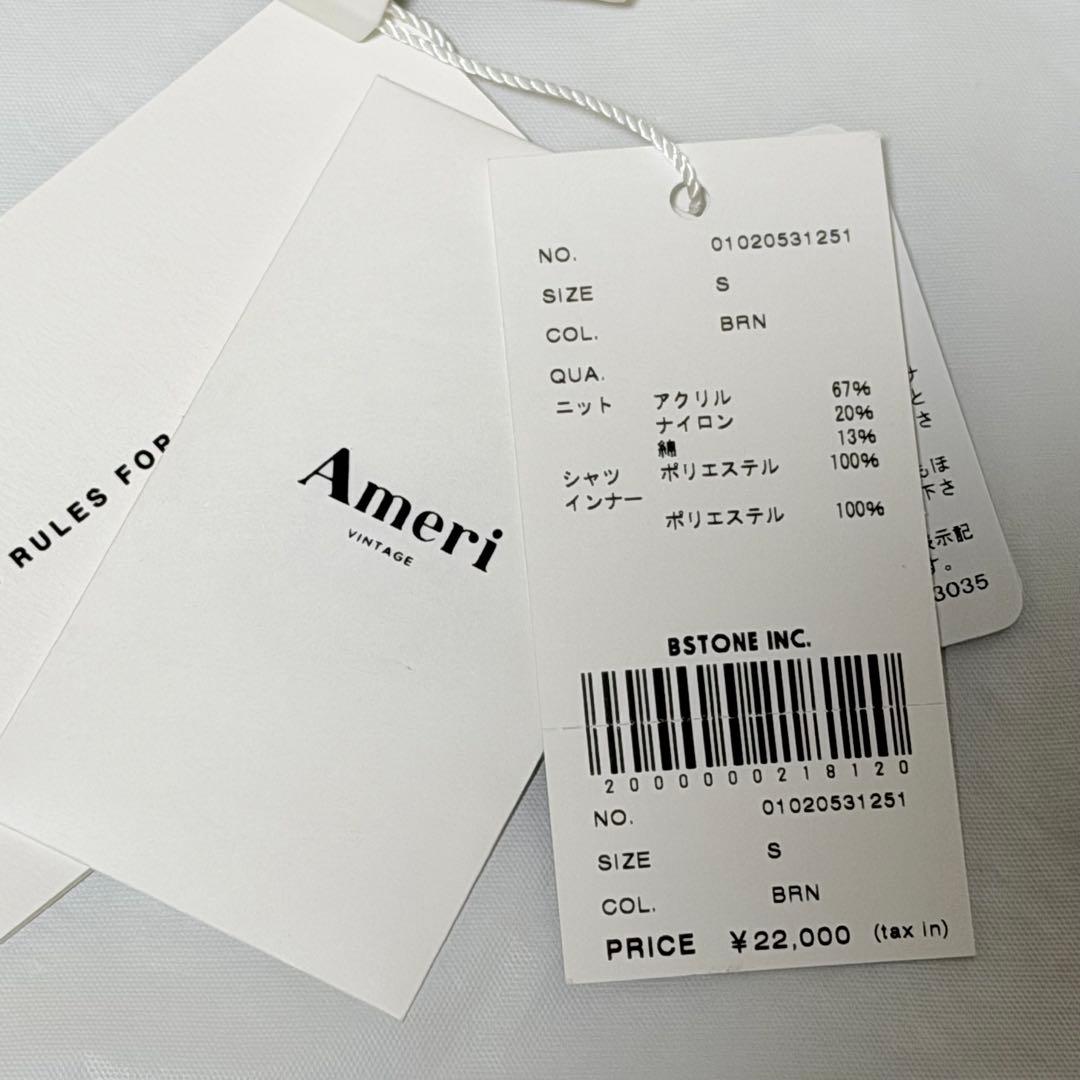 RULES FOR
Ameri
VINTAGE
NO. 01020531251
SIZE S
COL. BRN
QUA.
ニット アクリル 67%
ナイロン 20%
綿 13%
シャツ ポリエステル 100%
インナー
ポリエステル 100%
BSTONE INC.
2000000218120
NO. 01020531251
SIZE S
COL. BRN
PRICE ¥22,000 (tax in)
と
さ
もほ
下さ
表示記
す。
3035